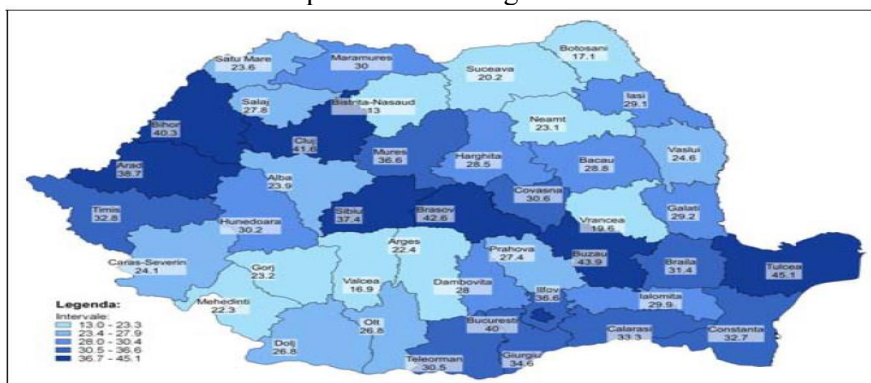 Botosani
17.1
Satu Mare
23.6
Maramures
30
Suceava
20.2
Iasi
29.1
Salaj
27.8
Bistrita-Nasaud
13
Neamt
23.1
Bihor
40.3
Cluj
41.6
Mures
36.6
Harghita
28.5
Bacau
28.8
Vaslui
24.6
Arad
38.7
Alba
23.9
Covasna
30.6
Timis
32.8
Hunedoara
30.2
Sibiu
37.4
Brasov
42.6
Vrancea
19.6
Galati
29.2
Arges
22.4
Prahova
27.4
Buzau
43.9
Braila
31.4
Tulcea
45.1
Caras-Severin
24.1
Gorj
23.2
Valcea
16.9
Dambovita
28
Ilfov
36.6
Ialomita
29.9
Mehedinti
22.3
Olt
26.8
Bucuresti
40
Calarasi
33.3
Constanta
32.7
Dolj
26.8
Teleorman
30.5
Giurgiu
34.6
Legenda:
Intervale:
13.0 - 23.3
23.4 - 27.9
28.0 - 30.4
30.5 - 36.6
36.7 - 45.1